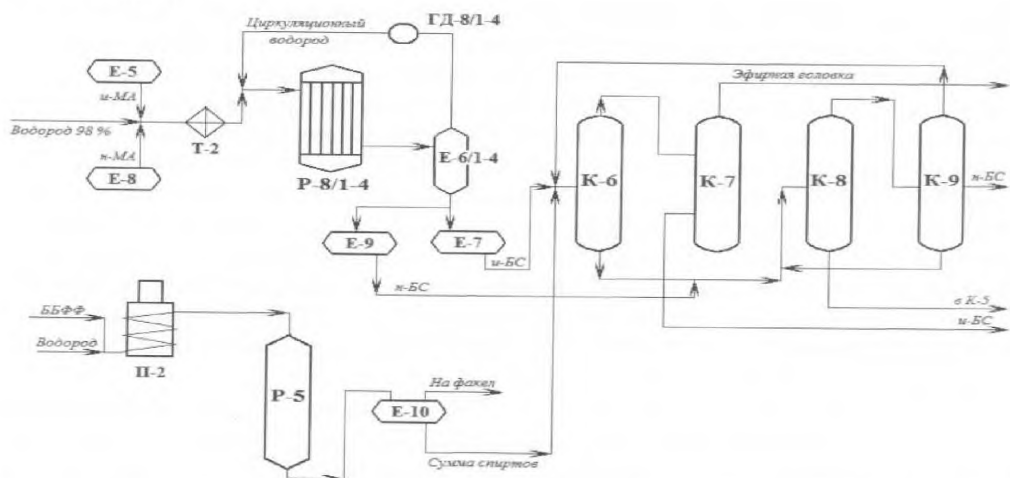 Циркуляционный
водород
ГД-8/1-4
Е-5
и-МА
Водород 98 %
Т-2
н-МА
Е-8
Р-8/1-4
Е-6/1-4
Е-9
Е-7
и-БС
н-БС
Эфирная головка
К-6
К-7
К-8
К-9
н-БС
в К-5
и-БС
ББФФ
Водород
П-2
Р-5
На факел
Е-10
Сумма спиртов